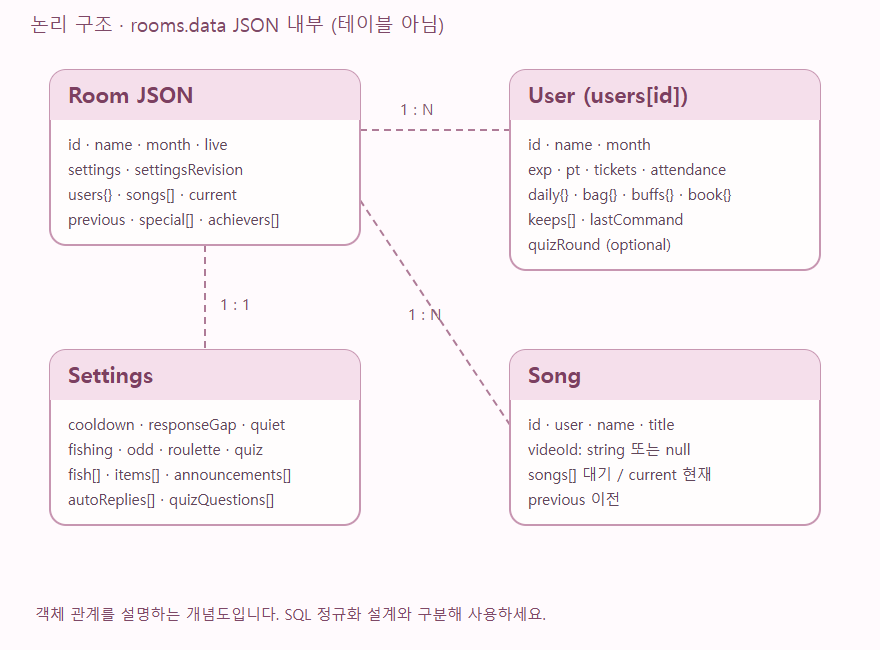 논리 구조 · rooms.data JSON 내부 (테이블 아님)
Room JSON
id · name · month · live
settings · settingsRevision
users{} · songs[] · current
previous · special[] · achievers[]
1 : N
User (users[id])
id · name · month
exp · pt · tickets · attendance
daily{} · bag{} · buffs{} · book{}
keeps[] · lastCommand
quizRound (optional)
1 : 1
1 : N
Settings
cooldown · responseGap · quiet
fishing · odd · roulette · quiz
fish[] · items[] · announcements[]
autoReplies[] · quizQuestions[]
Song
id · user · name · title
videoId: string 또는 null
songs[] 대기 / current 현재
previous 이전
객체 관계를 설명하는 개념도입니다. SQL 정규화 설계와 구분해 사용하세요.